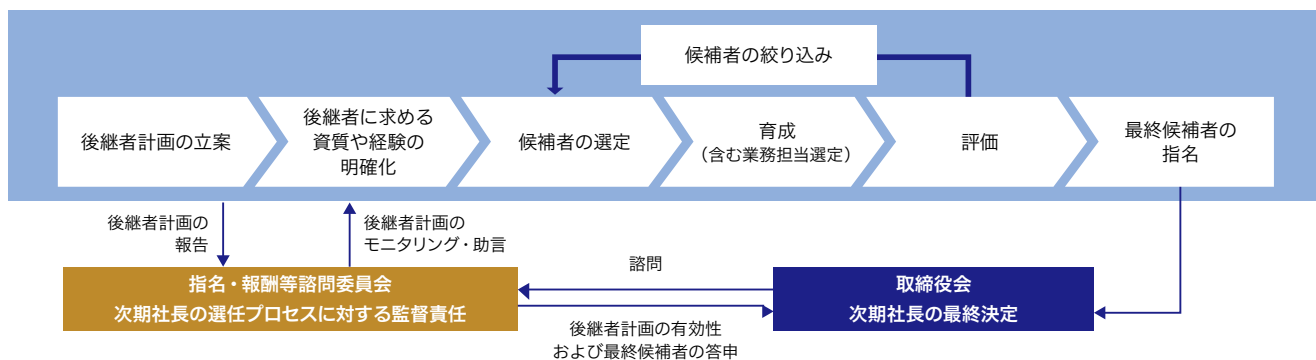 候補者の絞り込み
後継者計画の立案
後継者に求める
資質や経験の
明確化
候補者の選定
育成
（含む業務担当選定）
評価
最終候補者の
指名
後継者計画の
報告
後継者計画の
モニタリング・助言
指名・報酬等諮問委員会
次期社長の選任プロセスに対する監督責任
諮問
取締役会
次期社長の最終決定
後継者計画の有効性
および最終候補者の答申